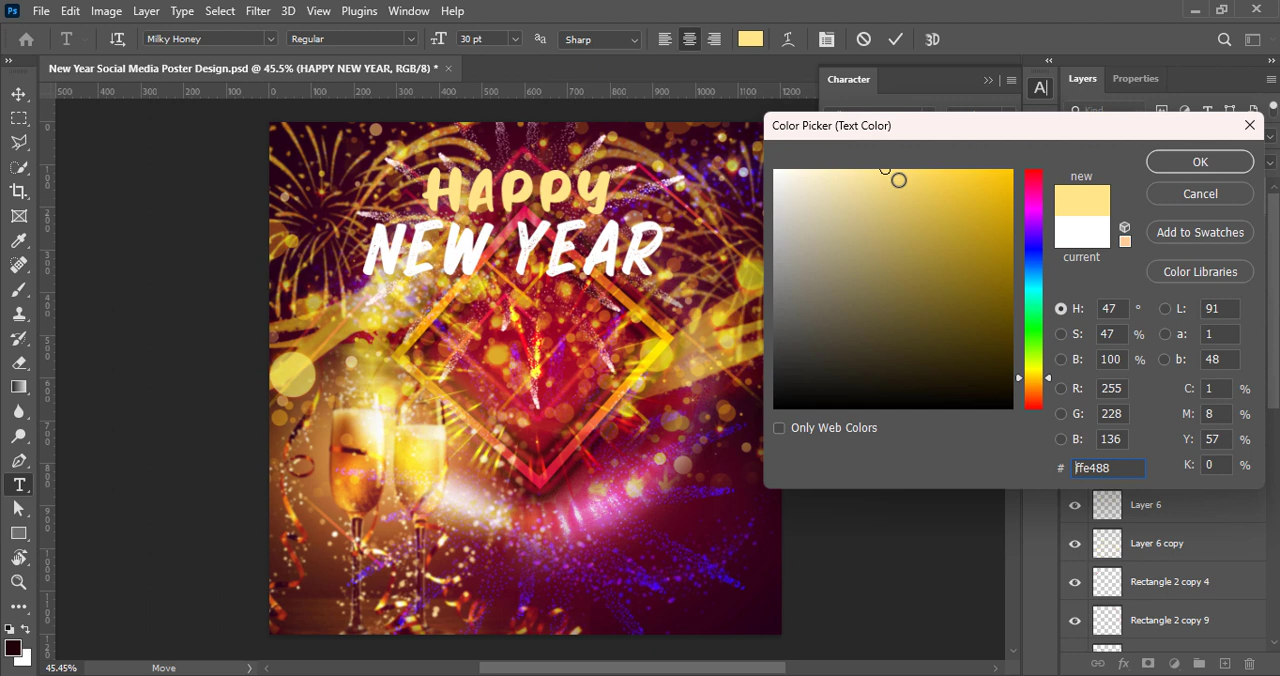 Ps File Edit Image Layer Type Select Filter 3D View Plugins Window Help
Milky Honey Regular 30 pt Sharp 3D
New Year Social Media Poster Design.psd @ 45.5% (HAPPY NEW YEAR, RGB/8) *
Character
Layers Properties
500 400 300 200 100 0 100 200 300 400 500 600 700 800 900 1000 1100 1200
Color Picker (Text Color)
OK
new
Cancel
Add to Swatches
current
Color Libraries
H: 47 °
L: 91
S: 47 %
a: 1
B: 100 %
b: 48
R: 255
C: 1 %
G: 228
M: 8 %
B: 136
Y: 57 %
# ffe488
K: 0 %
Only Web Colors
HAPPY
NEW YEAR
Layer 6
Layer 6 copy
Rectangle 2 copy 4
Rectangle 2 copy 9
45.45% Move